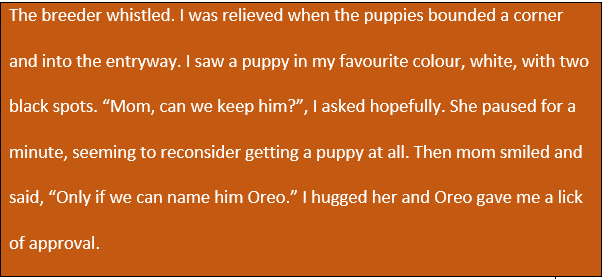 The breeder whistled. I was relieved when the puppies bounded a corner
and into the entryway. I saw a puppy in my favourite colour, white, with two
black spots. “Mom, can we keep him?”, I asked hopefully. She paused for a
minute, seeming to reconsider getting a puppy at all. Then mom smiled and
said, “Only if we can name him Oreo.” I hugged her and Oreo gave me a lick
of approval.